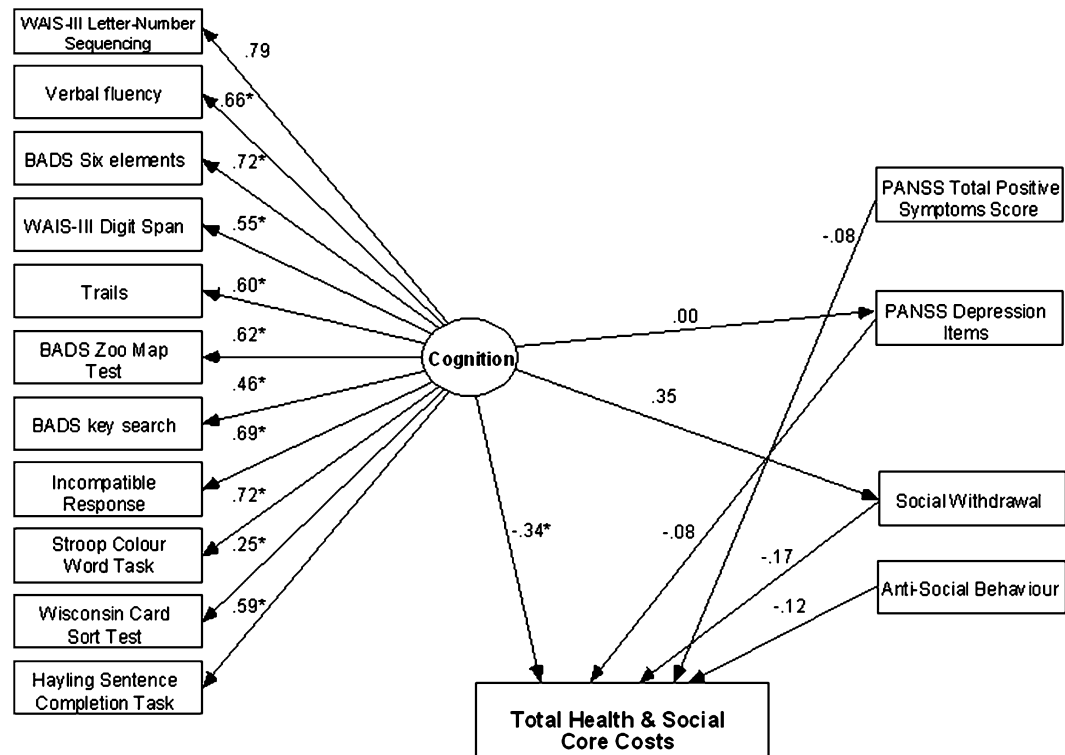 WAIS-III Letter-Number
Sequencing
.79
Verbal fluency
.66*
BADS Six elements
.72*
WAIS-III Digit Span
.55*
Trails
.60*
BADS Zoo Map
Test
.62*
BADS key search
.46*
Incompatible
Response
.69*
Stroop Colour
Word Task
.72*
Wisconsin Card
Sort Test
.25*
Hayling Sentence
Completion Task
.59*
Cognition
PANSS Total Positive
Symptoms Score
-.08
.00
PANSS Depression
Items
.35
Social Withdrawal
-.34*
-.08
-.17
Anti-Social Behaviour
-.12
Total Health & Social
Core Costs